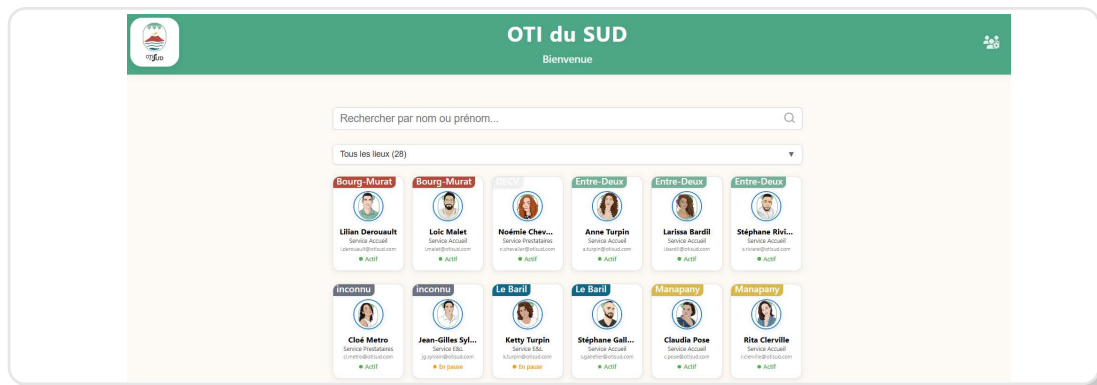 OTI du SUD
Bienvenue
OTI du SUD
Rechercher par nom ou prénom...
Tous les lieux (28)
Bourg-Murat
Lilian Derouault
Service Accueil
l.derouault@otisud.com
Actif
Bourg-Murat
Loic Malet
Service Accueil
l.malet@otisud.com
Actif
Noémie Chev...
Service Prestataires
n.chevalier@otisud.com
Actif
Entre-Deux
Anne Turpin
Service Accueil
a.turpin@otisud.com
Actif
Entre-Deux
Larissa Bardil
Service Accueil
l.bardil@otisud.com
Actif
Entre-Deux
Stéphane Rivi...
Service Accueil
s.riviere@otisud.com
Actif
inconnu
Cloé Metro
Service Prestataires
cl.metro@otisud.com
Actif
inconnu
Jean-Gilles Syl...
Service E&L
jg.sylvain@otisud.com
En pause
Le Baril
Ketty Turpin
Service E&L
k.turpin@otisud.com
En pause
Le Baril
Stéphane Gall...
Service Accueil
Actif
Manapany
Claudia Pose
Service Accueil
c.pose@otisud.com
Actif
Manapany
Rita Clerville
Service Accueil
r.clerville@otisud.com
Actif